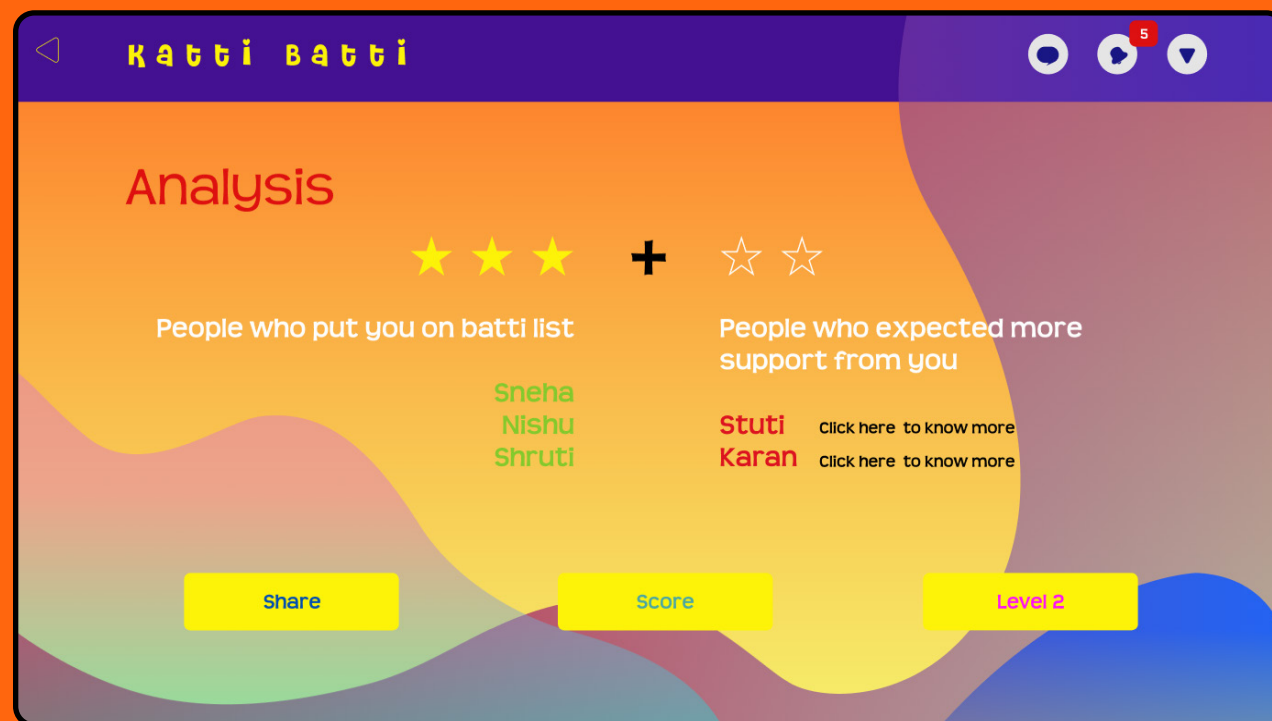 Katti Batti
5
Analysis
+
People who put you on batti list
Sneha
Nishu
Shruti
People who expected more
support from you
Stuti Click here to know more
Karan Click here to know more
Share
Score
Level 2